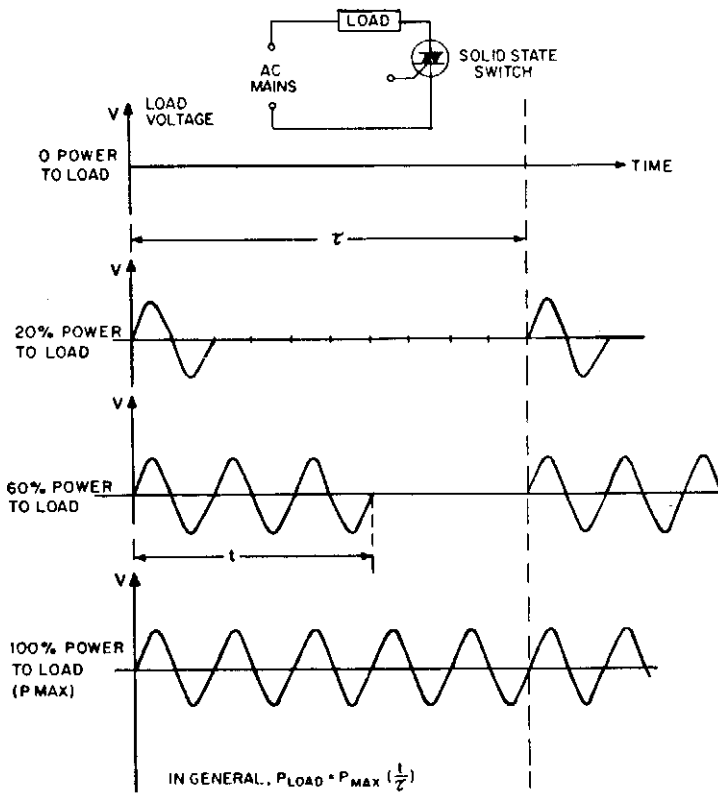 LOAD
AC
MAINS
SOLID STATE
SWITCH
V
LOAD
VOLTAGE
0 POWER
TO LOAD
TIME
τ
V
20% POWER
TO LOAD
V
60% POWER
TO LOAD
t
V
100% POWER
TO LOAD
(P MAX)
IN GENERAL, PLOAD = PMAX (t/τ)